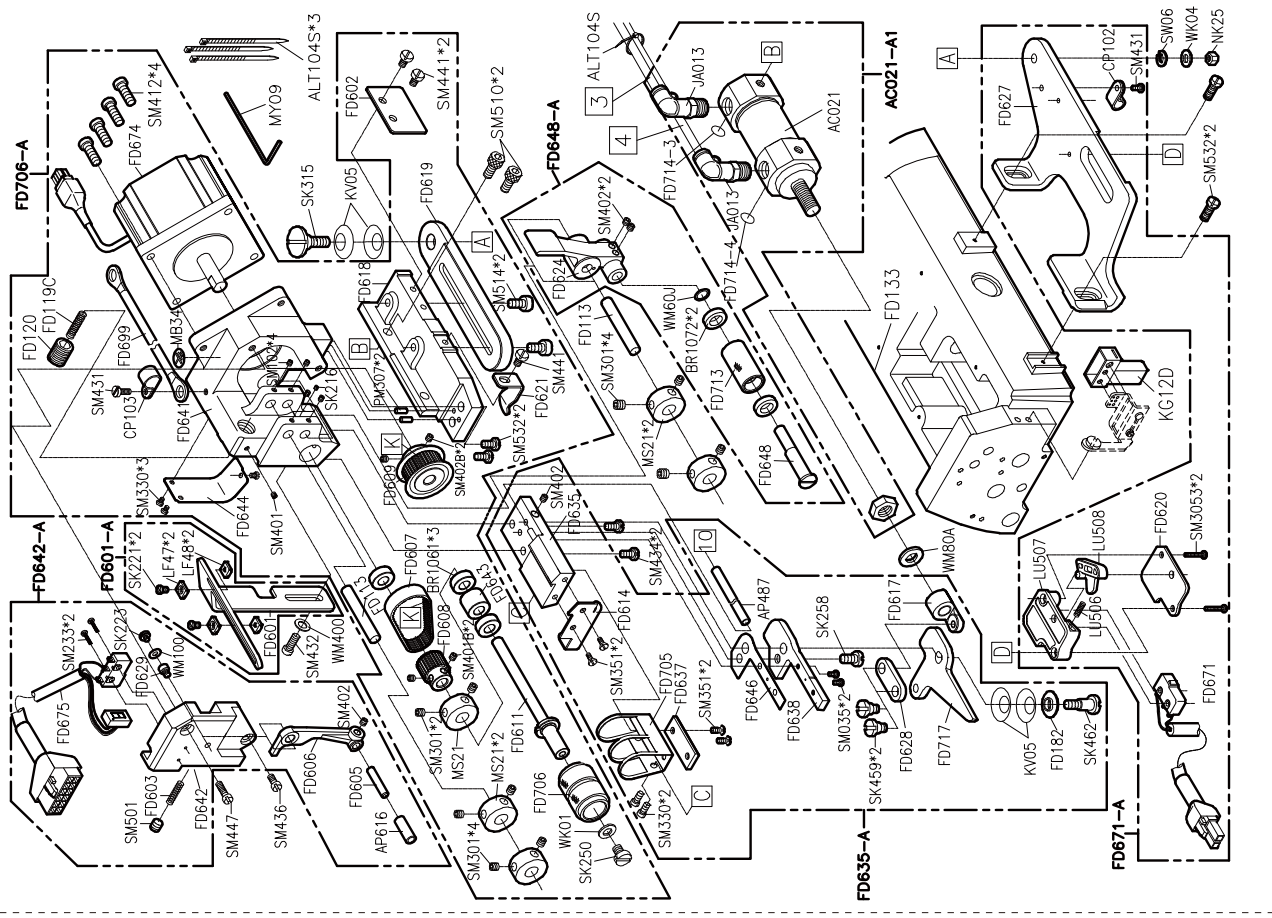 FD706-A
SM412*4
FD674
ALT104S*3
MY09
FD602
SM441*2
SM510*2
FD648-A
ALT104S
3
JA013
4
B
AC021
AC021-A1
FD714-3
JA013
FD714-4
A
SW06
WK04
NK25
CP102
SM431
FD627
D
SM532*2
FD120
FD119C
FD699
MB34
SM431
CP103
FD641
SM102*4
SK216
SK315
KV05
FD619
A
FD618
B
PM307*2
SM514*2
SM44
FD621
SM402*2
FD624
FD113
SM301*4
WM60J
BR1072*2
FD713
MS21*2
FD648
FD133
KG12D
SM330*3
FD644
SM401
K
FD609
SM402B*2
SM532*2
FD642-A
FD601-A
SK221*2
LF47*2
LF48*2
FD601
SM432
WM400
FD113
FD607
K
BR1061*3
FD608
SM401B*2
FD643
SM402
FD635
C
SM434*2
FD614
SM351*2
10
AP487
WM80A
FD617
SK258
FD646
FD638
SM035*2
SK459*2
FD628
FD717
KV05
FD182
SK462
LU507
LU508
LU506
D
FD620
SM3053*2
FD671
FD671-A
FD675
SM233*2
SK223
FD629
WM100
SM402
FD606
FD605
AP616
SM501
FD603
FD642
SM447
SM436
SM301*2
MS21
FD611
MS21*2
SM301*4
FD706
WK01
SK250
FD705
FD637
SM351*2
SM330*2
C
FD635-A